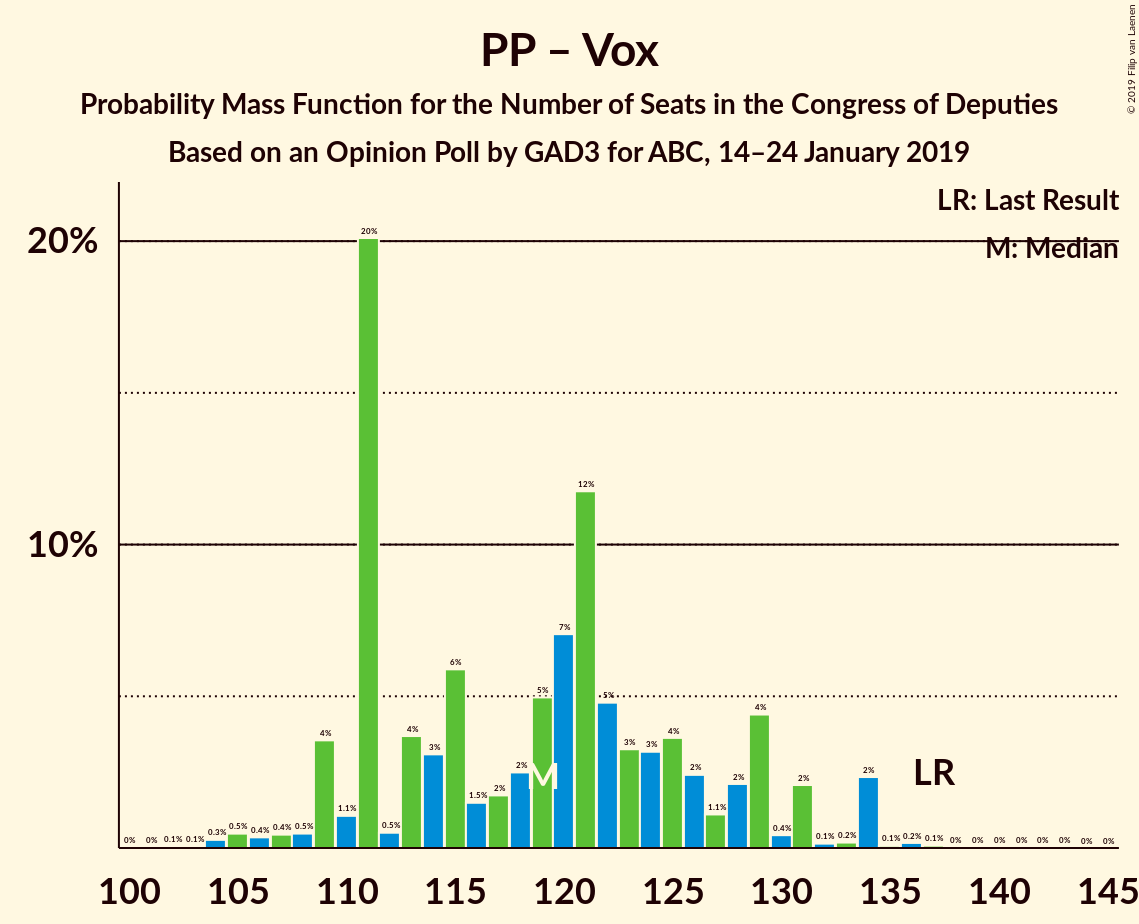 PP – Vox
Probability Mass Function for the Number of Seats in the Congress of Deputies
Based on an Opinion Poll by GAD3 for ABC, 14–24 January 2019
© 2019 Filip van Laenen
LR: Last Result
M: Median
20%
10%
0% 0% 0.1% 0.1% 0.3% 0.5% 0.4% 0.4% 0.5% 4% 1.1% 20% 0.5% 4% 3% 6% 1.5% 2% 2% 5% 7% 12% 5% 3% 3% 4% 2% 1.1% 2% 4% 0.4% 2% 0.1% 0.2% 2% 0.1% 0.2% 0.1% 0% 0% 0% 0% 0% 0% 0% 0%
M
LR
100 105 110 115 120 125 130 135 140 145